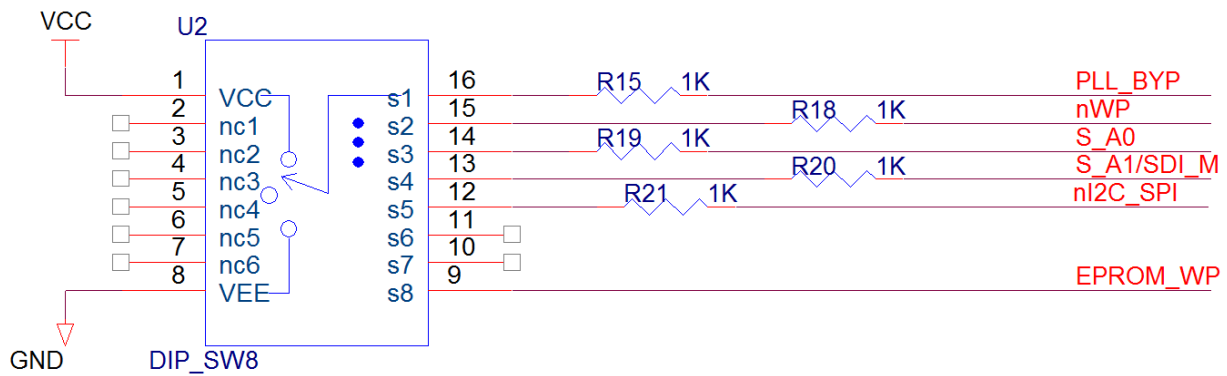 VCC
U2
1 VCC s1 16 R15 1K PLL_BYP
2 nc1 s2 15 R18 1K nWP
3 nc2 s3 14 R19 1K S_A0
4 nc3 s4 13 R20 1K S_A1/SDI_M
5 nc4 s5 12 R21 1K nI2C_SPI
6 nc5 s6 11
7 nc6 s7 10
8 VEE s8 9 EPROM_WP
GND DIP_SW8